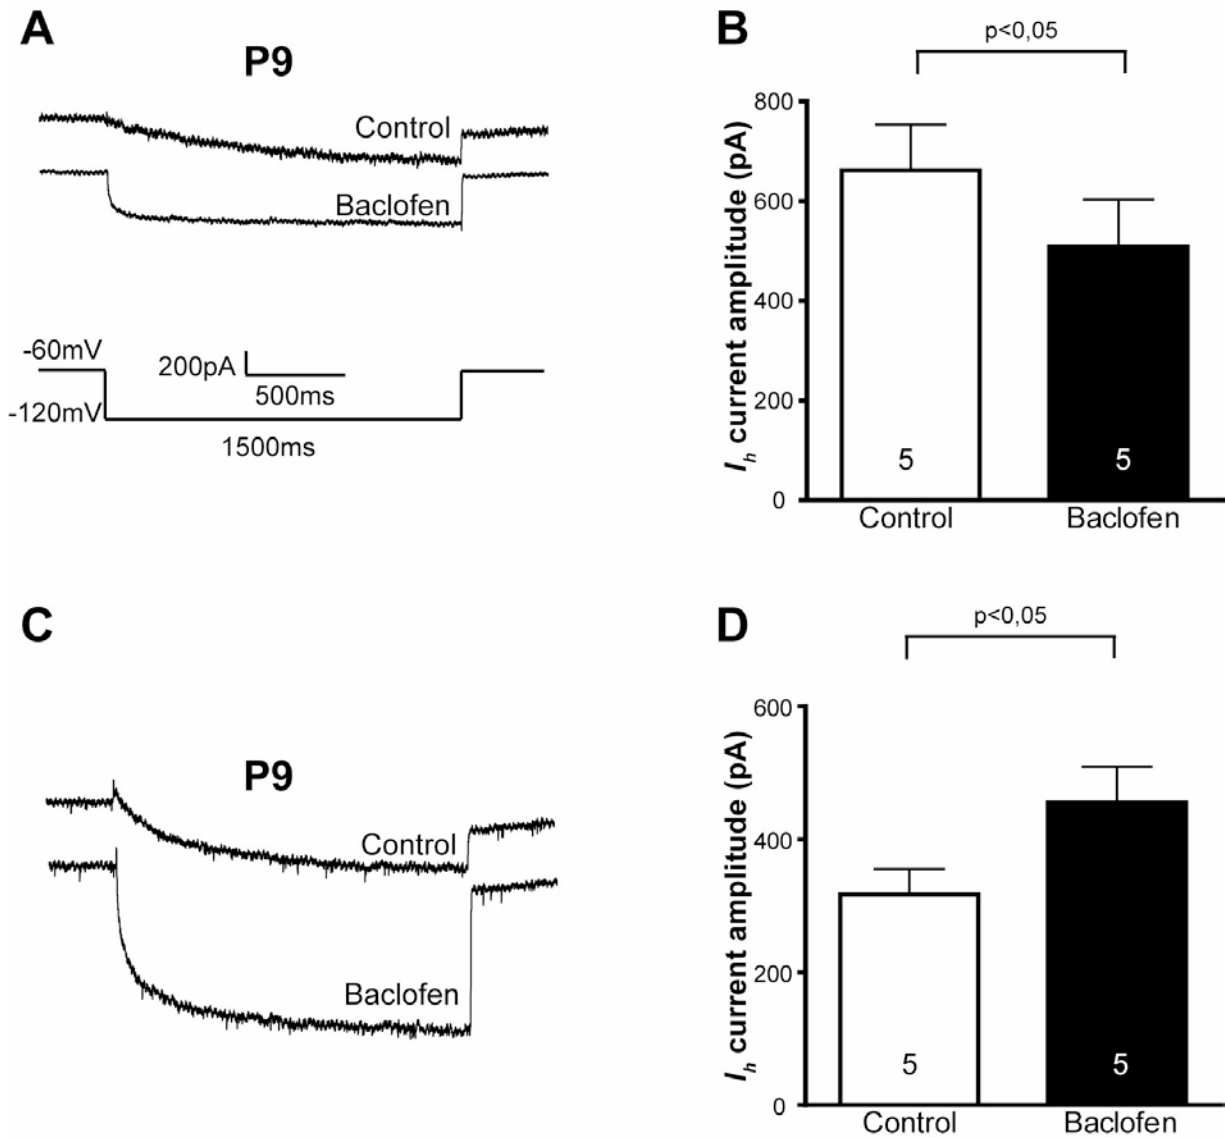 A
P9
Control
Baclofen
-60mV
200pA
500ms
-120mV
1500ms
B
p<0,05
Ih current amplitude (pA)
800
600
400
200
0
5
5
Control
Baclofen
C
P9
Control
Baclofen
D
p<0,05
Ih current amplitude (pA)
600
400
200
0
5
5
Control
Baclofen